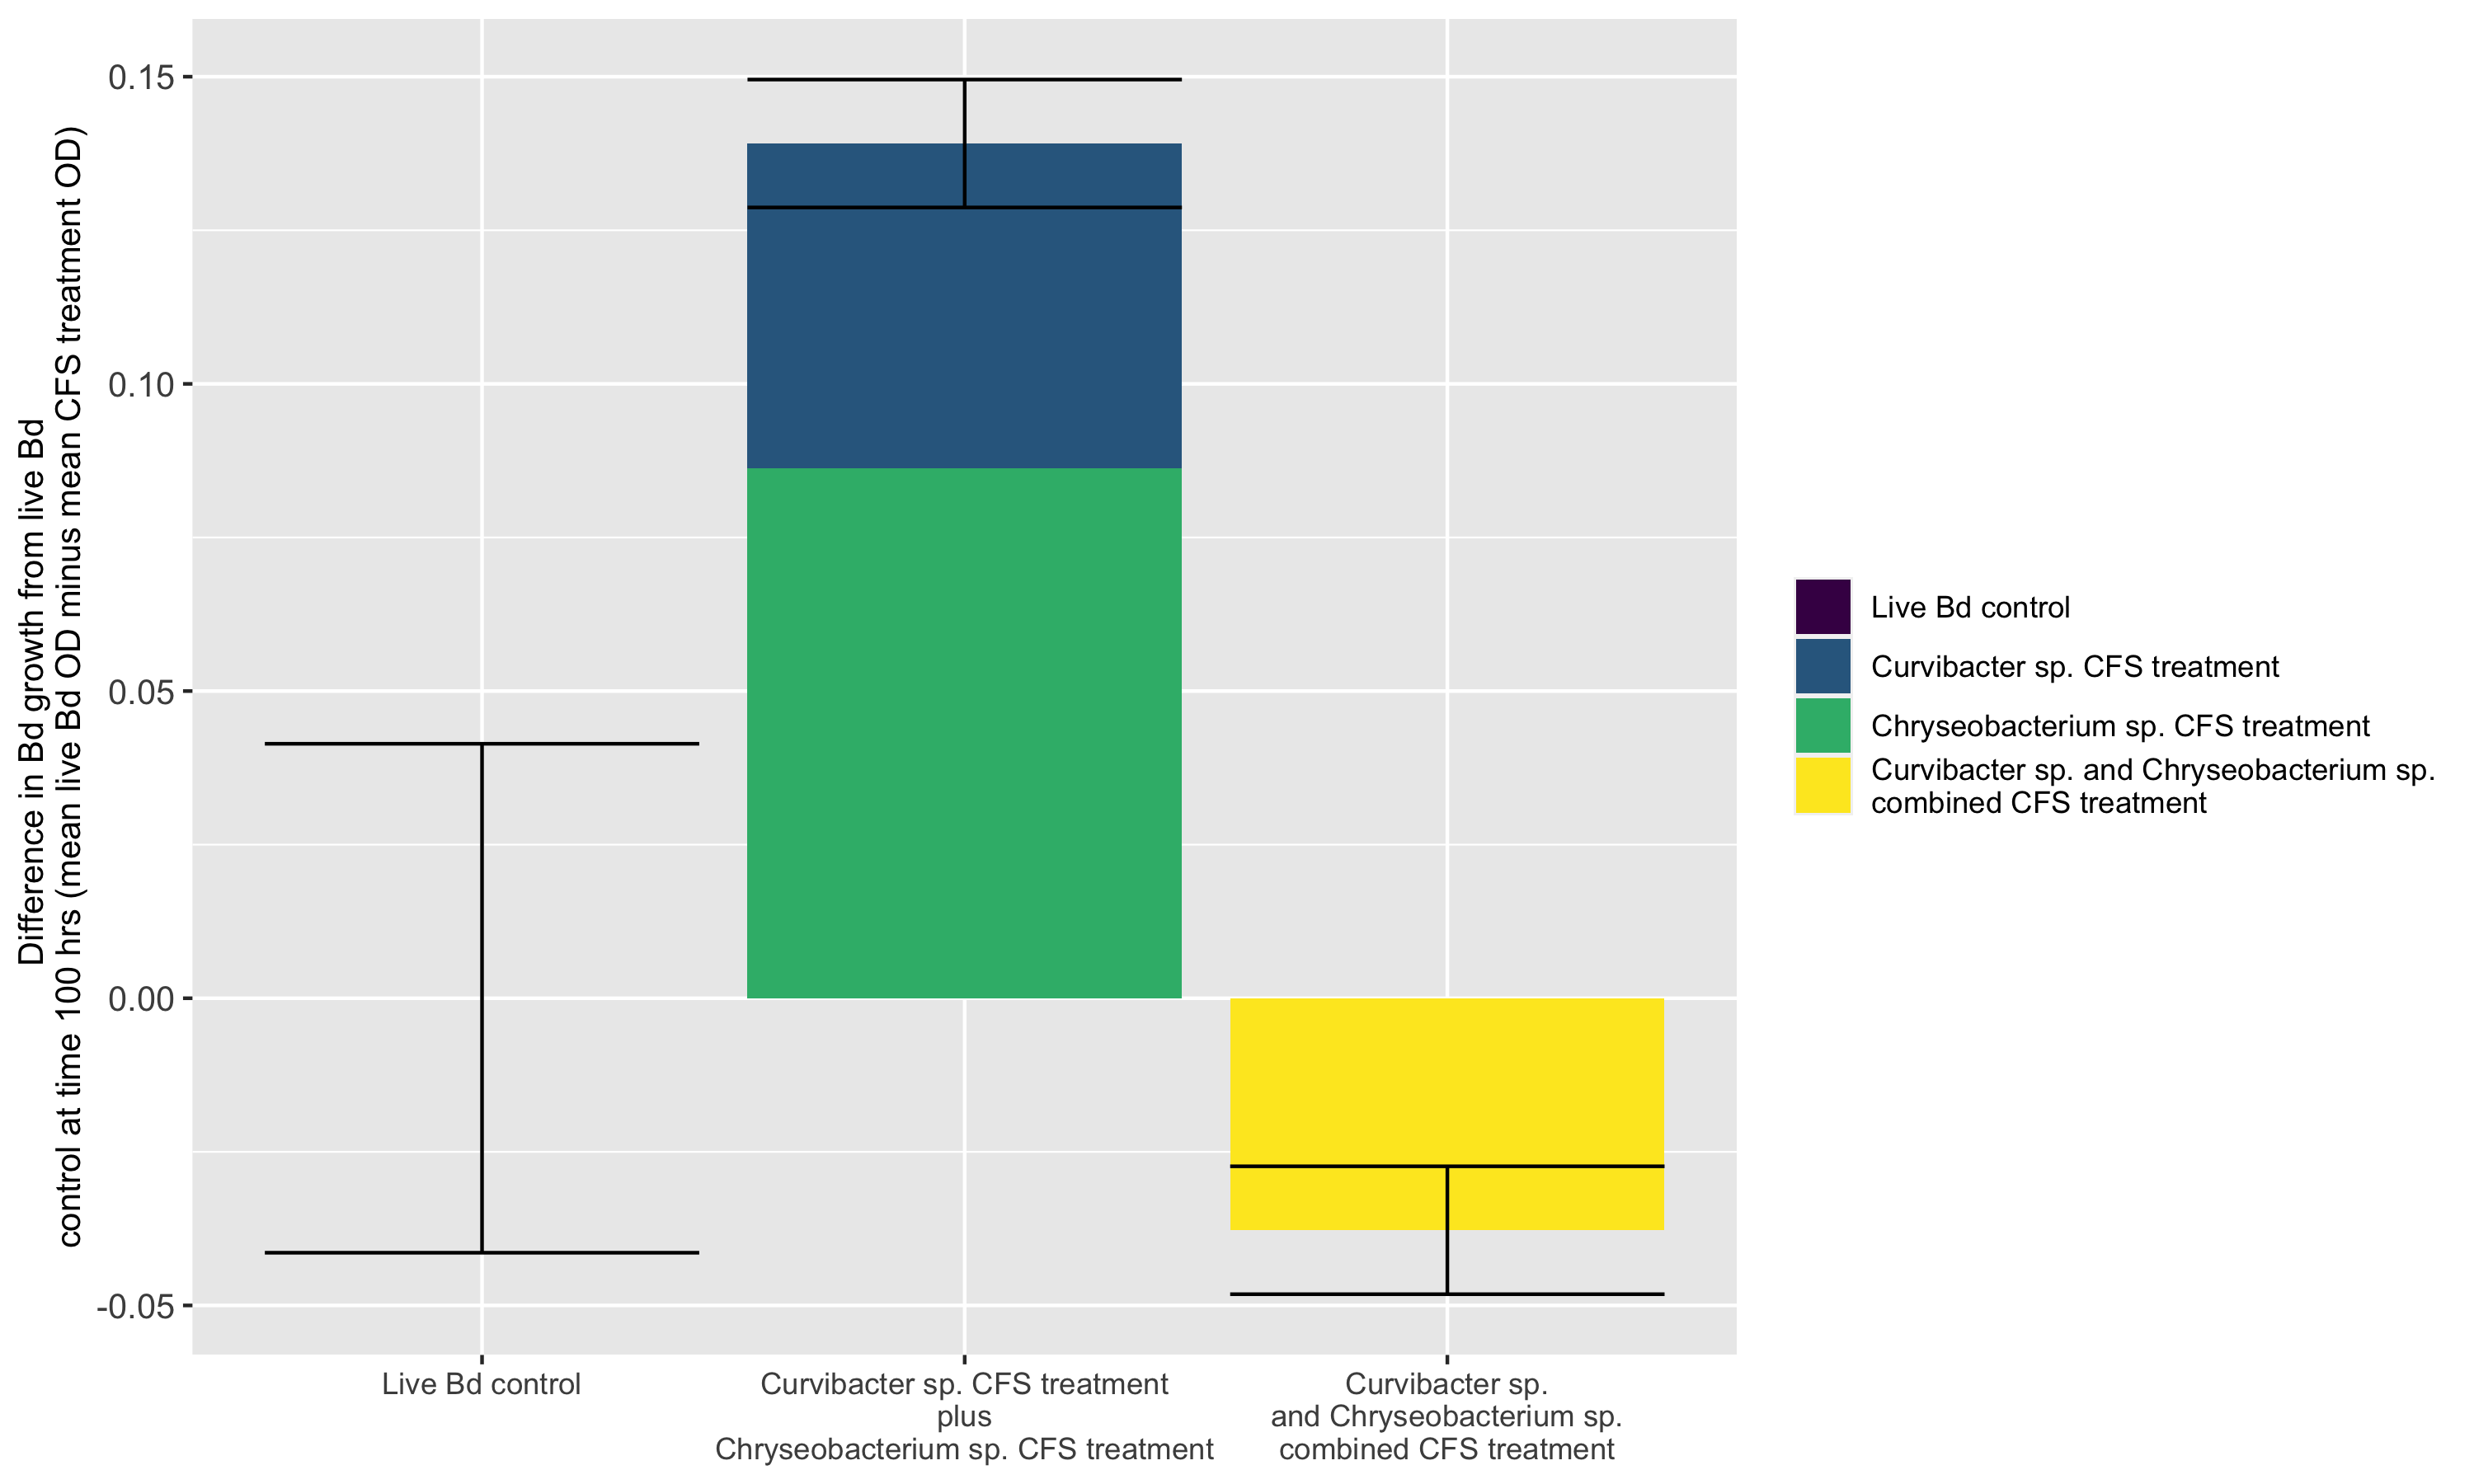 Difference in Bd growth from live Bd
control at time 100 hrs (mean live Bd OD minus mean CFS treatment OD)
0.15
0.10
0.05
0.00
-0.05
Live Bd control
Curvibacter sp. CFS treatment
plus
Chryseobacterium sp. CFS treatment
Curvibacter sp.
and Chryseobacterium sp.
combined CFS treatment
Live Bd control
Curvibacter sp. CFS treatment
Chryseobacterium sp. CFS treatment
Curvibacter sp. and Chryseobacterium sp.
combined CFS treatment